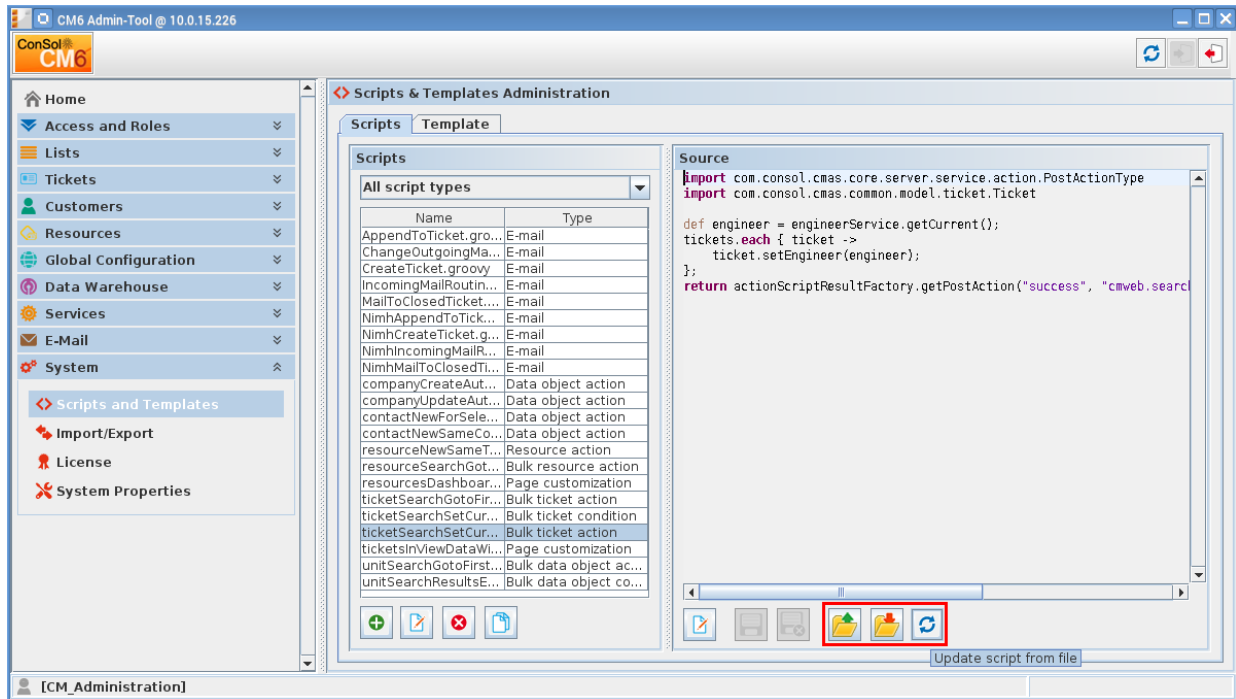 CM6 Admin-Tool @ 10.0.15.226
ConSol
CM6
Home
Access and Roles
Lists
Tickets
Customers
Resources
Global Configuration
Data Warehouse
Services
E-Mail
System
Scripts and Templates
Import/Export
License
System Properties
Scripts & Templates Administration
Scripts Template
Scripts
All script types
Name Type
AppendToTicket.gro... E-mail
ChangeOutgoingMa... E-mail
CreateTicket.groovy E-mail
IncomingMailRoutin... E-mail
MailToClosedTicket.... E-mail
NimhAppendToTick... E-mail
NimhCreateTicket.g... E-mail
NimhIncomingMailR... E-mail
NimhMailToClosedTi... E-mail
companyCreateAut... Data object action
companyUpdateAut... Data object action
contactNewForSele... Data object action
contactNewSameCo... Data object action
resourceNewSameT... Resource action
resourceSearchGot... Bulk resource action
resourcesDashboar... Page customization
ticketSearchGotoFir... Bulk ticket action
ticketSearchSetCur... Bulk ticket condition
ticketSearchSetCur... Bulk ticket action
ticketsInViewDataWi... Page customization
unitSearchGotoFirst... Bulk data object ac...
unitSearchResultsE... Bulk data object co...
Source
import com.consol.cmas.core.server.service.action.PostActionType
import com.consol.cmas.common.model.ticket.Ticket
def engineer = engineerService.getCurrent();
tickets.each { ticket ->
ticket.setEngineer(engineer);
};
return actionScriptResultFactory.getPostAction("success", "cmweb.search
Update script from file
[CM_Administration]